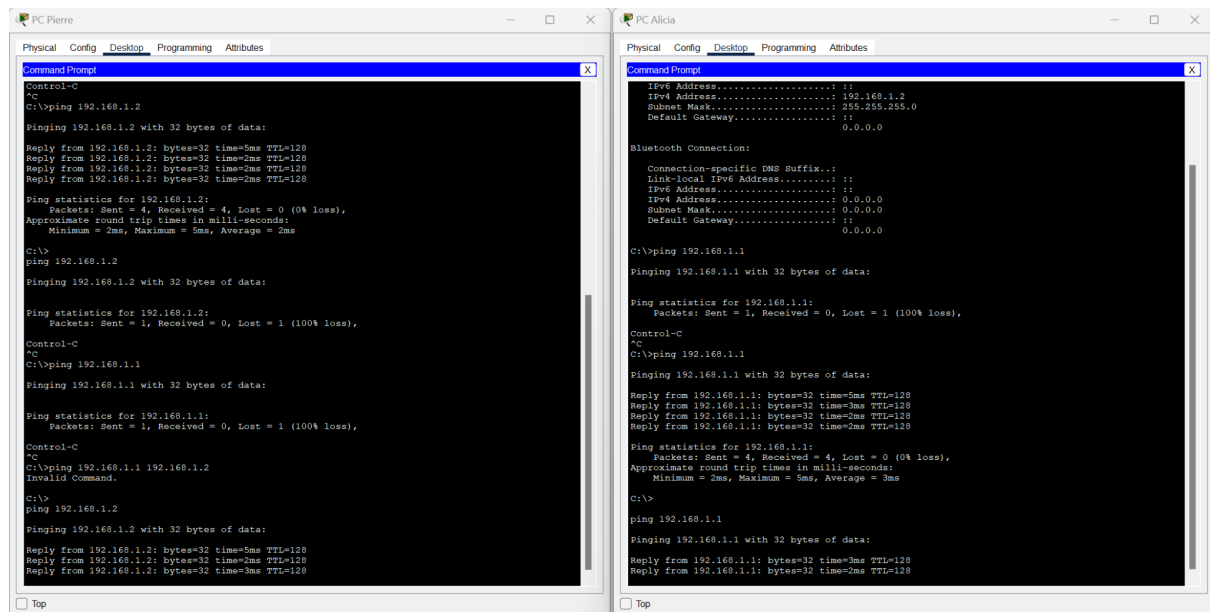 PC Pierre
Physical Config Desktop Programming Attributes
Command Prompt X
Control-C
^C
C:\>ping 192.168.1.2
Pinging 192.168.1.2 with 32 bytes of data:
Reply from 192.168.1.2: bytes=32 time=5ms TTL=128
Reply from 192.168.1.2: bytes=32 time=2ms TTL=128
Reply from 192.168.1.2: bytes=32 time=2ms TTL=128
Reply from 192.168.1.2: bytes=32 time=2ms TTL=128
Ping statistics for 192.168.1.2:
Packets: Sent = 4, Received = 4, Lost = 0 (0% loss),
Approximate round trip times in milli-seconds:
Minimum = 2ms, Maximum = 5ms, Average = 2ms
C:\>
ping 192.168.1.2
Pinging 192.168.1.2 with 32 bytes of data:
Ping statistics for 192.168.1.2:
Packets: Sent = 1, Received = 0, Lost = 1 (100% loss),
Control-C
^C
C:\>ping 192.168.1.1
Pinging 192.168.1.1 with 32 bytes of data:
Ping statistics for 192.168.1.1:
Packets: Sent = 1, Received = 0, Lost = 1 (100% loss),
Control-C
^C
C:\>ping 192.168.1.1 192.168.1.2
Invalid Command.
C:\>
ping 192.168.1.2
Pinging 192.168.1.2 with 32 bytes of data:
Reply from 192.168.1.2: bytes=32 time=5ms TTL=128
Reply from 192.168.1.2: bytes=32 time=2ms TTL=128
Reply from 192.168.1.2: bytes=32 time=3ms TTL=128
Top
PC Alicia
Physical Config Desktop Programming Attributes
Command Prompt X
IPv6 Address....................: ::
IPv4 Address....................: 192.168.1.2
Subnet Mask.....................: 255.255.255.0
Default Gateway.................: ::
0.0.0.0
Bluetooth Connection:
Connection-specific DNS Suffix..:
Link-local IPv6 Address.........: ::
IPv6 Address....................: ::
IPv4 Address....................: 0.0.0.0
Subnet Mask.....................: 0.0.0.0
Default Gateway.................: ::
0.0.0.0
C:\>ping 192.168.1.1
Pinging 192.168.1.1 with 32 bytes of data:
Ping statistics for 192.168.1.1:
Packets: Sent = 1, Received = 0, Lost = 1 (100% loss),
Control-C
^C
C:\>ping 192.168.1.1
Pinging 192.168.1.1 with 32 bytes of data:
Reply from 192.168.1.1: bytes=32 time=5ms TTL=128
Reply from 192.168.1.1: bytes=32 time=3ms TTL=128
Reply from 192.168.1.1: bytes=32 time=2ms TTL=128
Reply from 192.168.1.1: bytes=32 time=2ms TTL=128
Ping statistics for 192.168.1.1:
Packets: Sent = 4, Received = 4, Lost = 0 (0% loss),
Approximate round trip times in milli-seconds:
Minimum = 2ms, Maximum = 5ms, Average = 3ms
C:\>
ping 192.168.1.1
Pinging 192.168.1.1 with 32 bytes of data:
Reply from 192.168.1.1: bytes=32 time=3ms TTL=128
Reply from 192.168.1.1: bytes=32 time=2ms TTL=128
Top